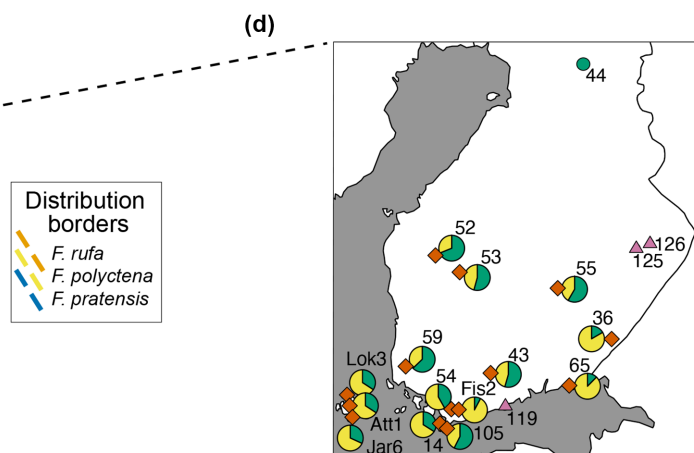 (d)
44
Distribution
borders
F. rufa
F. polyctena
F. pratensis
52
53
126
125
55
36
59
Lok3
43
65
54
Fis2
Att1
119
14
105
Jar6